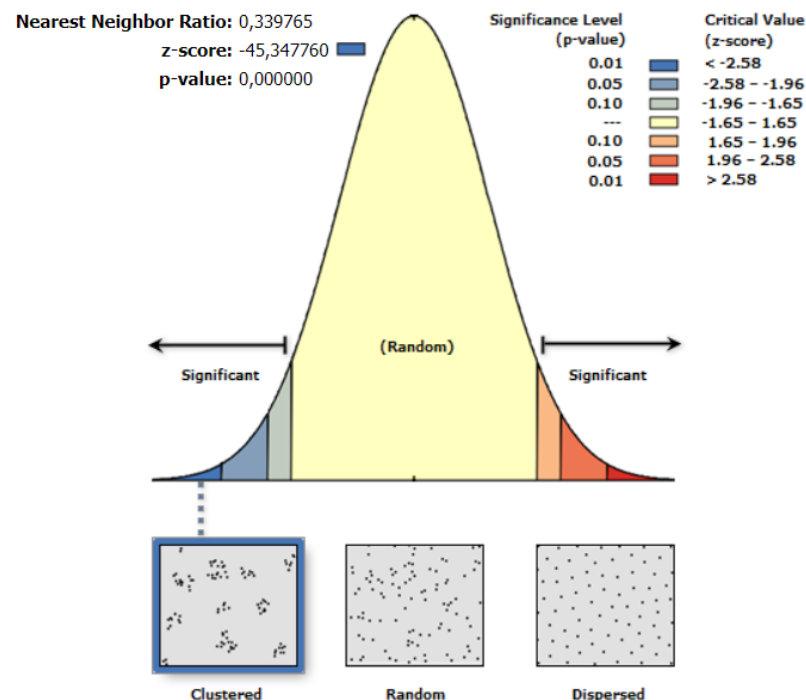 Nearest Neighbor Ratio: 0,339765
z-score: -45,347760
p-value: 0,000000
Significance Level (p-value)
Critical Value (z-score)
0.01 < -2.58
0.05 -2.58 – -1.96
0.10 -1.96 – -1.65
--- -1.65 – 1.65
0.10 1.65 – 1.96
0.05 1.96 – 2.58
0.01 > 2.58
(Random)
Significant
Significant
Clustered
Random
Dispersed